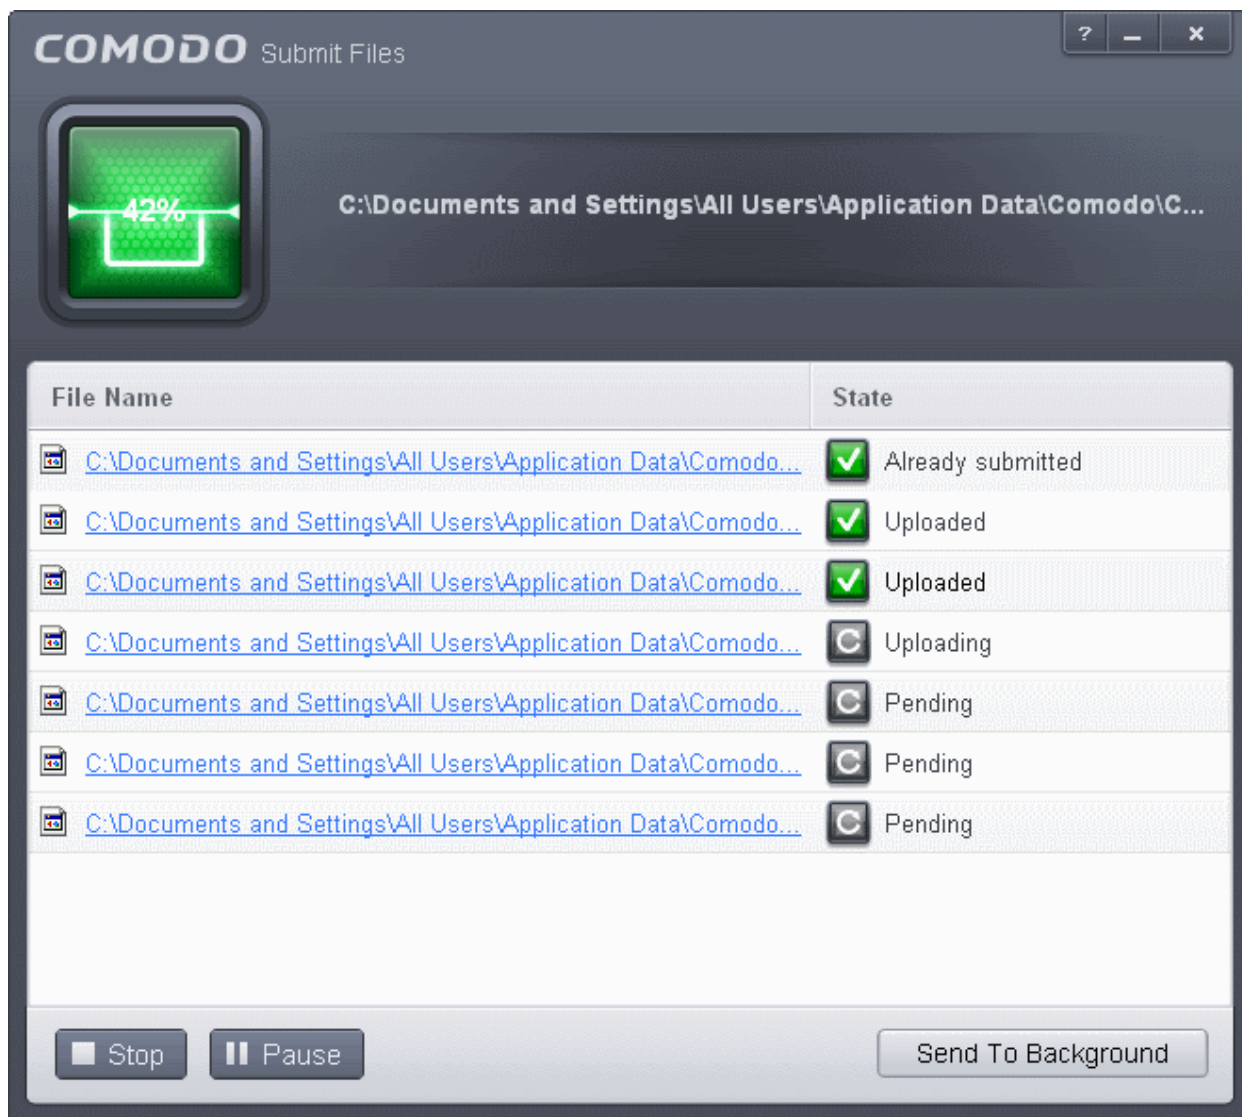 COMODO Submit Files
? – ×
42%
C:\Documents and Settings\All Users\Application Data\Comodo\C...
File Name State
C:\Documents and Settings\All Users\Application Data\Comodo... Already submitted
C:\Documents and Settings\All Users\Application Data\Comodo... Uploaded
C:\Documents and Settings\All Users\Application Data\Comodo... Uploaded
C:\Documents and Settings\All Users\Application Data\Comodo... Uploading
C:\Documents and Settings\All Users\Application Data\Comodo... Pending
C:\Documents and Settings\All Users\Application Data\Comodo... Pending
C:\Documents and Settings\All Users\Application Data\Comodo... Pending
Stop Pause Send To Background